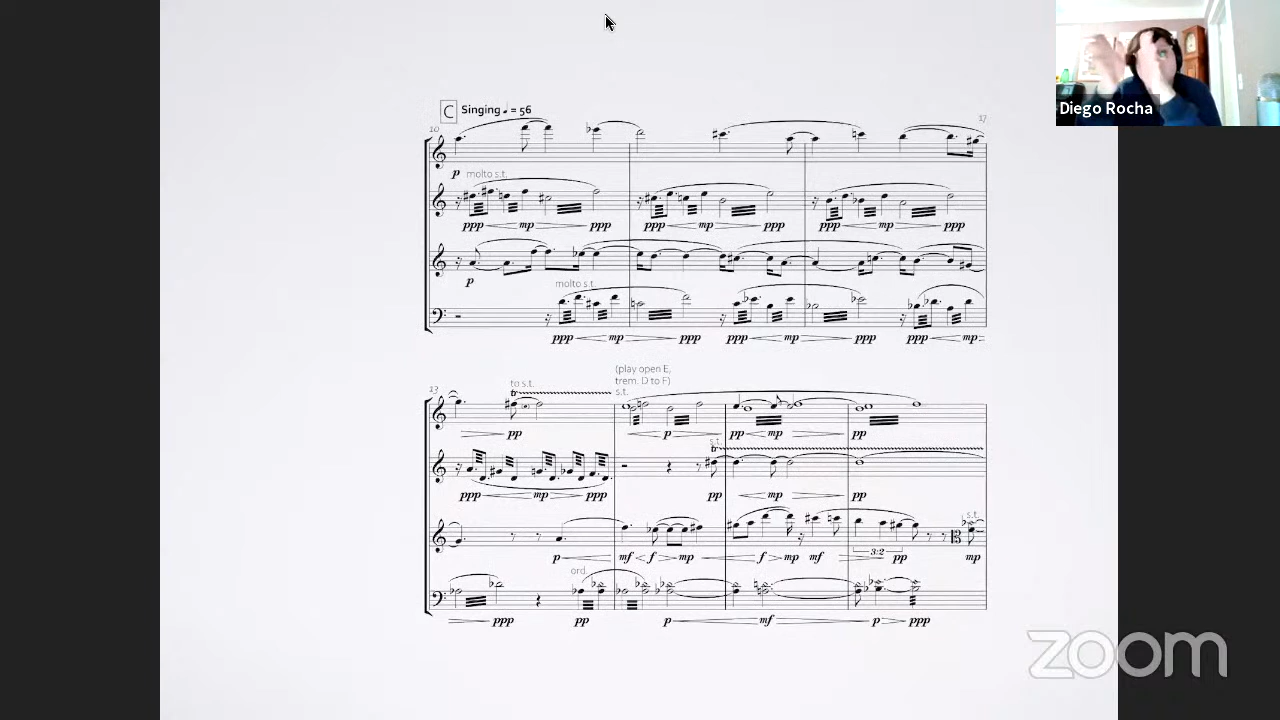 Diego Rocha
C Singing ♩ = 56
10
17
p molto s.t.
ppp mp ppp ppp mp ppp ppp mp ppp
p
molto s.t.
ppp mp ppp ppp mp ppp ppp mp
(play open E,
trem. D to F)
13
to s.t.
s.t.
pp p pp mp pp
s.t.
ppp mp ppp pp mp pp
s.t.
p mf f mp f mp mf 3:2 pp mp
ord.
ppp pp p mf p ppp
zoom